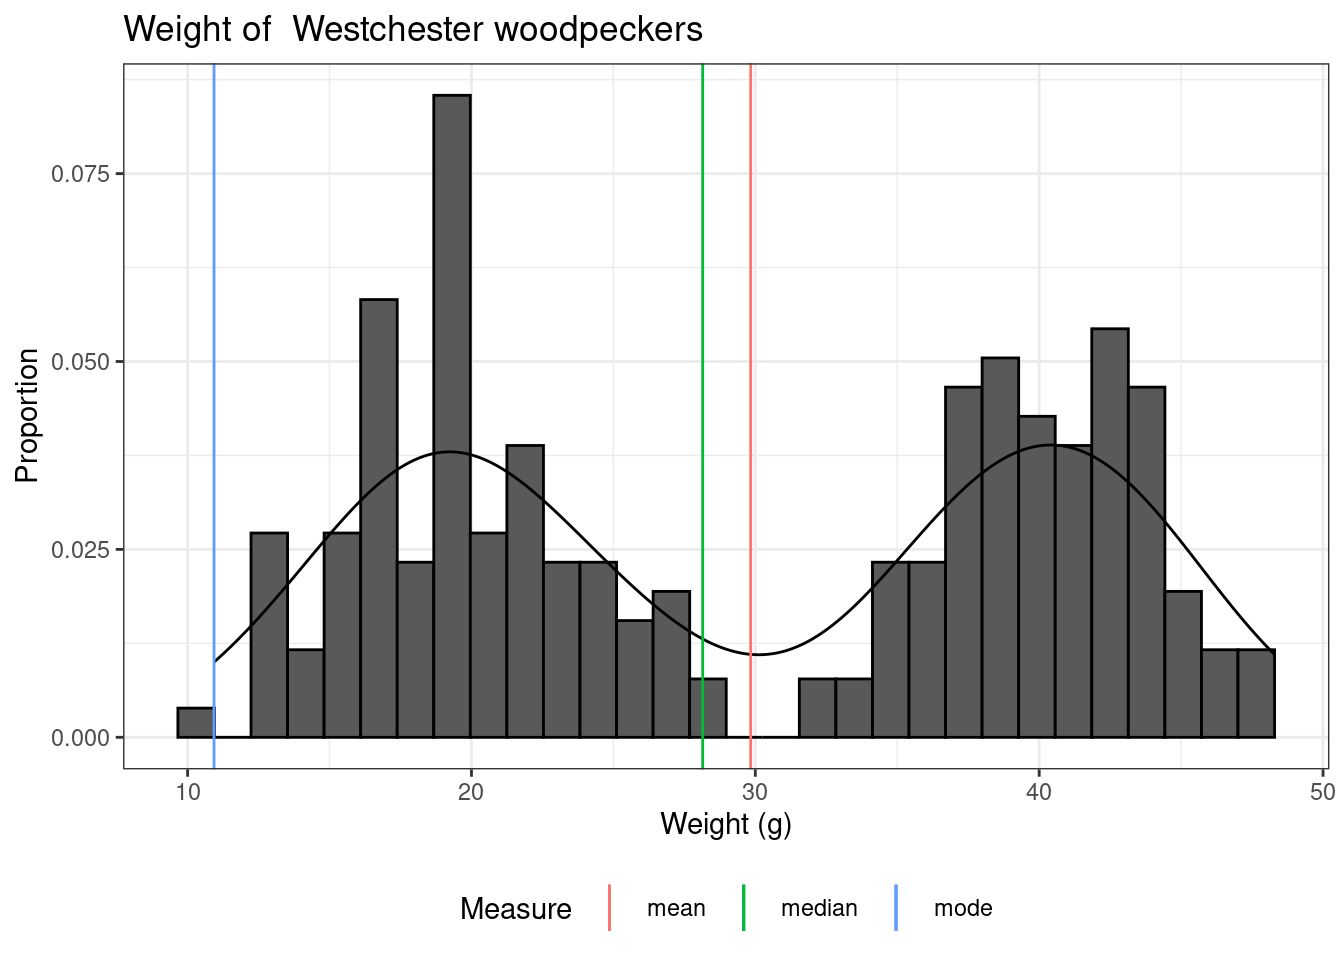 Weight of  Westchester woodpeckers
Proportion
0.075
0.050
0.025
0.000
10 20 30 40 50
Weight (g)
Measure mean median mode